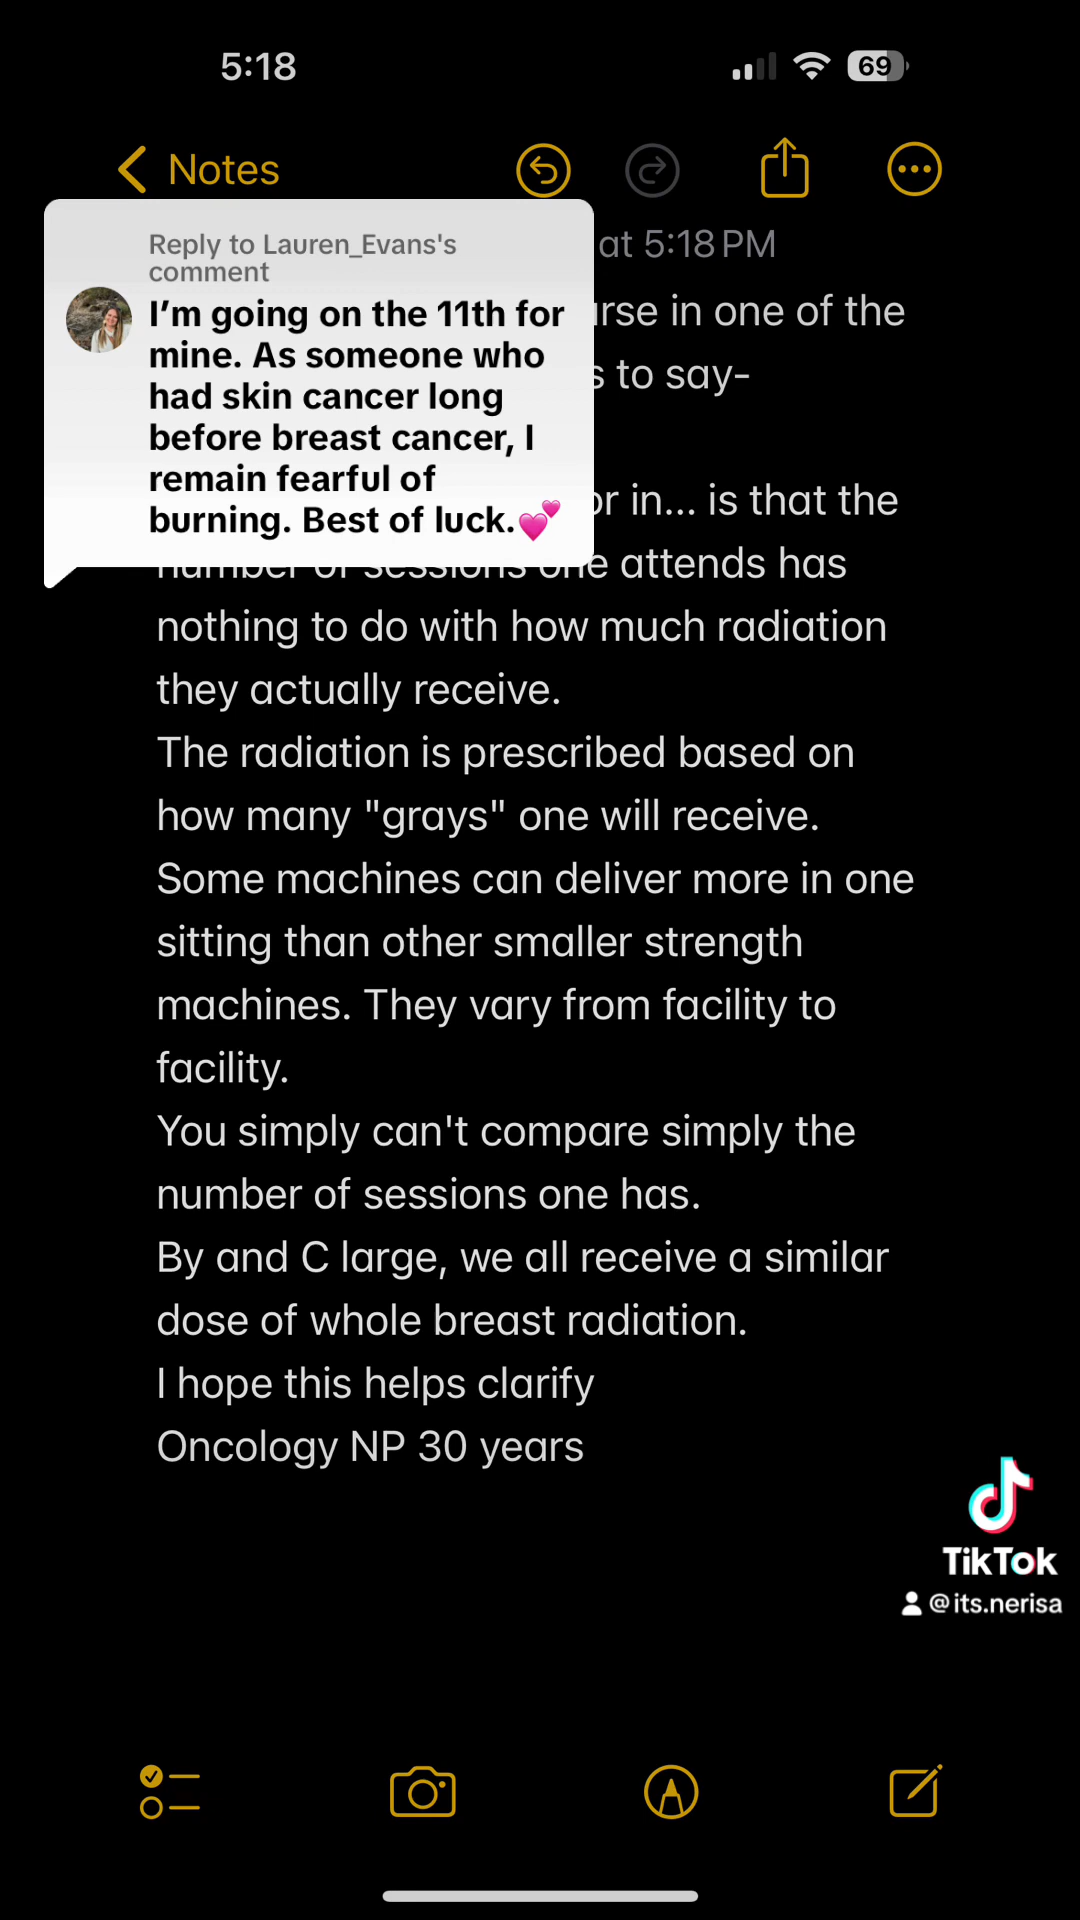 5:18
69
Notes
at 5:18 PM
Reply to Lauren_Evans's
comment
I'm going on the 11th for
mine. As someone who
had skin cancer long
before breast cancer, I
remain fearful of
burning. Best of luck.💕
in one of the
to say-
in... is that the
number of sessions one attends has
nothing to do with how much radiation
they actually receive.
The radiation is prescribed based on
how many "grays" one will receive.
Some machines can deliver more in one
sitting than other smaller strength
machines. They vary from facility to
facility.
You simply can't compare simply the
number of sessions one has.
By and C large, we all receive a similar
dose of whole breast radiation.
I hope this helps clarify
Oncology NP 30 years
TikTok
@its.nerisa